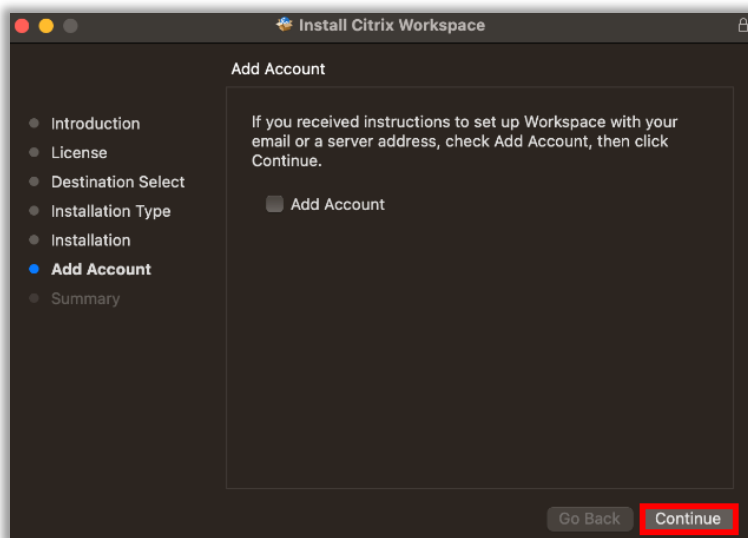 Install Citrix Workspace
Add Account
Introduction
License
Destination Select
Installation Type
Installation
Add Account
Summary
If you received instructions to set up Workspace with your
email or a server address, check Add Account, then click
Continue.
Add Account
Go Back
Continue